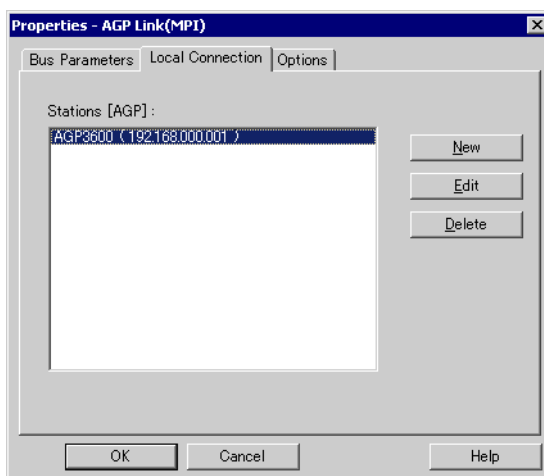 Properties - AGP Link(MPI)
Bus Parameters Local Connection Options
Stations [AGP] :
AGP3600 ( 192.168.000.001 )
New
Edit
Delete
OK Cancel Help